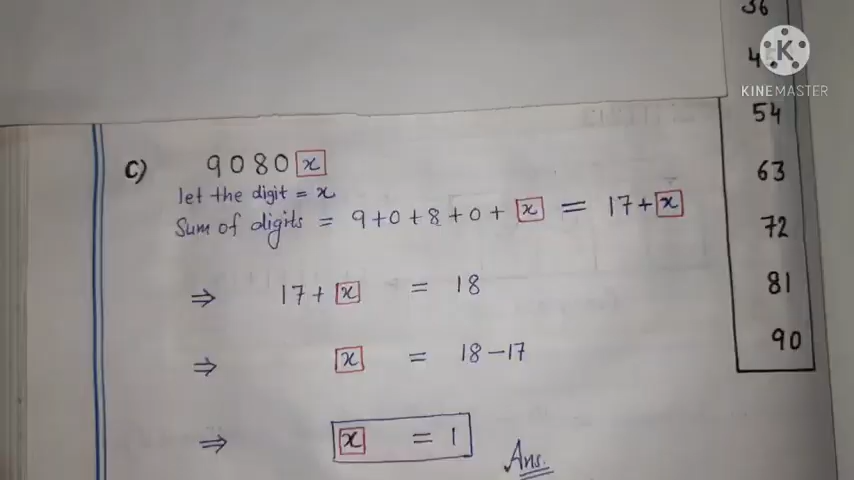 36
4
KINEMASTER
54
63
72
81
90
C) 9080 x
let the digit = x
Sum of digits = 9+0+8+0+ x = 17+ x
⇒ 17+ x = 18
⇒ x = 18-17
⇒ x = 1
Ans.